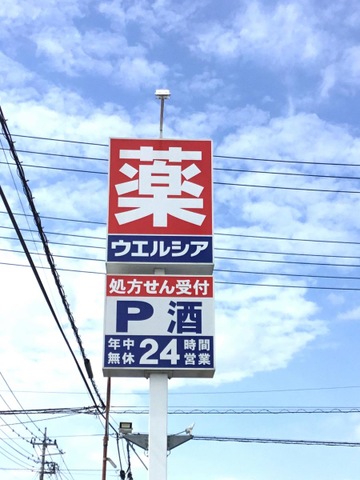 薬
ウエルシア
処方せん受付
P 酒
年中無休 24 時間営業